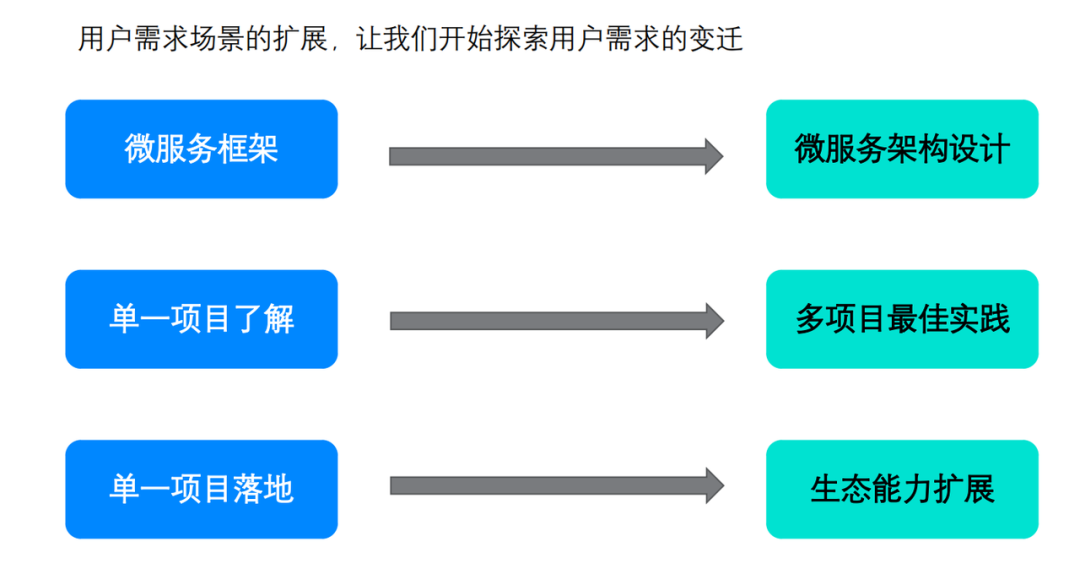 用户需求场景的扩展，让我们开始探索用户需求的变迁
微服务框架
微服务架构设计
单一项目了解
多项目最佳实践
单一项目落地
生态能力扩展